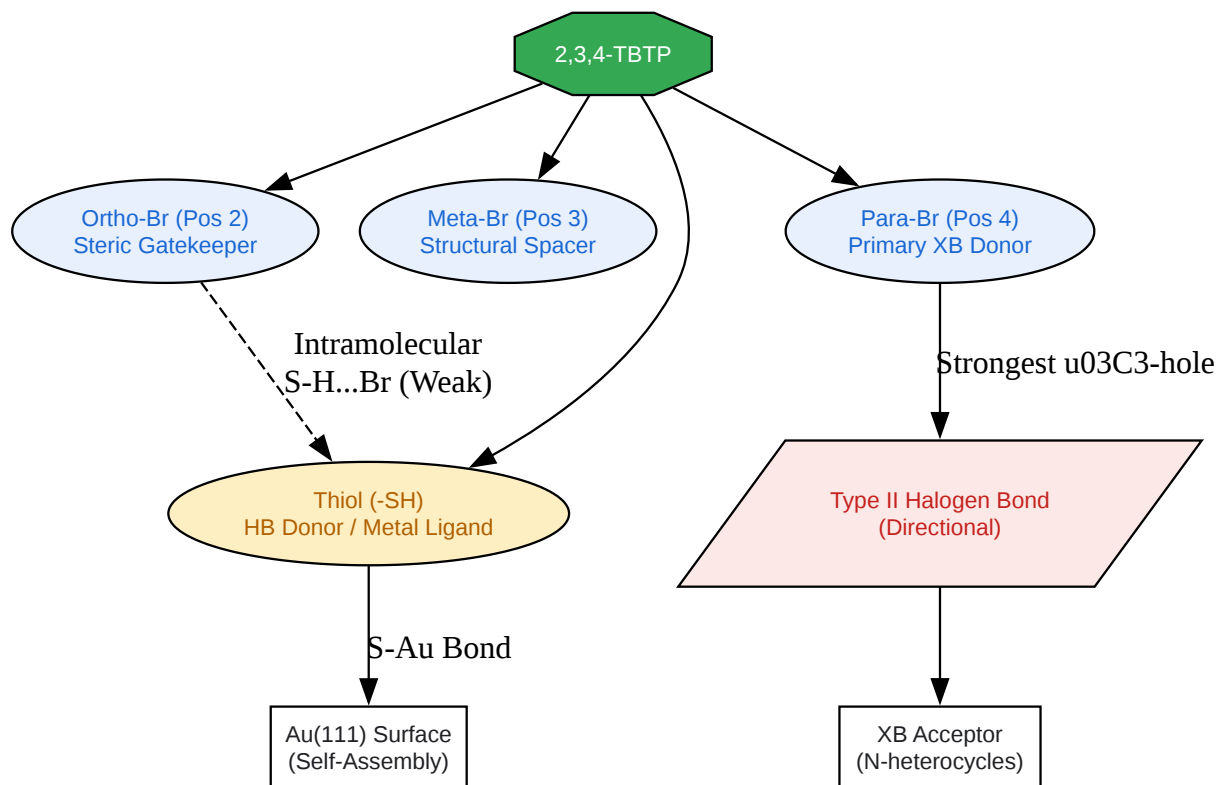 2,3,4-TBTP
Ortho-Br (Pos 2)
Steric Gatekeeper
Meta-Br (Pos 3)
Structural Spacer
Para-Br (Pos 4)
Primary XB Donor
Intramolecular
S-H...Br (Weak)
Strongest u03C3-hole
Thiol (-SH)
HB Donor / Metal Ligand
Type II Halogen Bond
(Directional)
S-Au Bond
Au(111) Surface
(Self-Assembly)
XB Acceptor
(N-heterocycles)